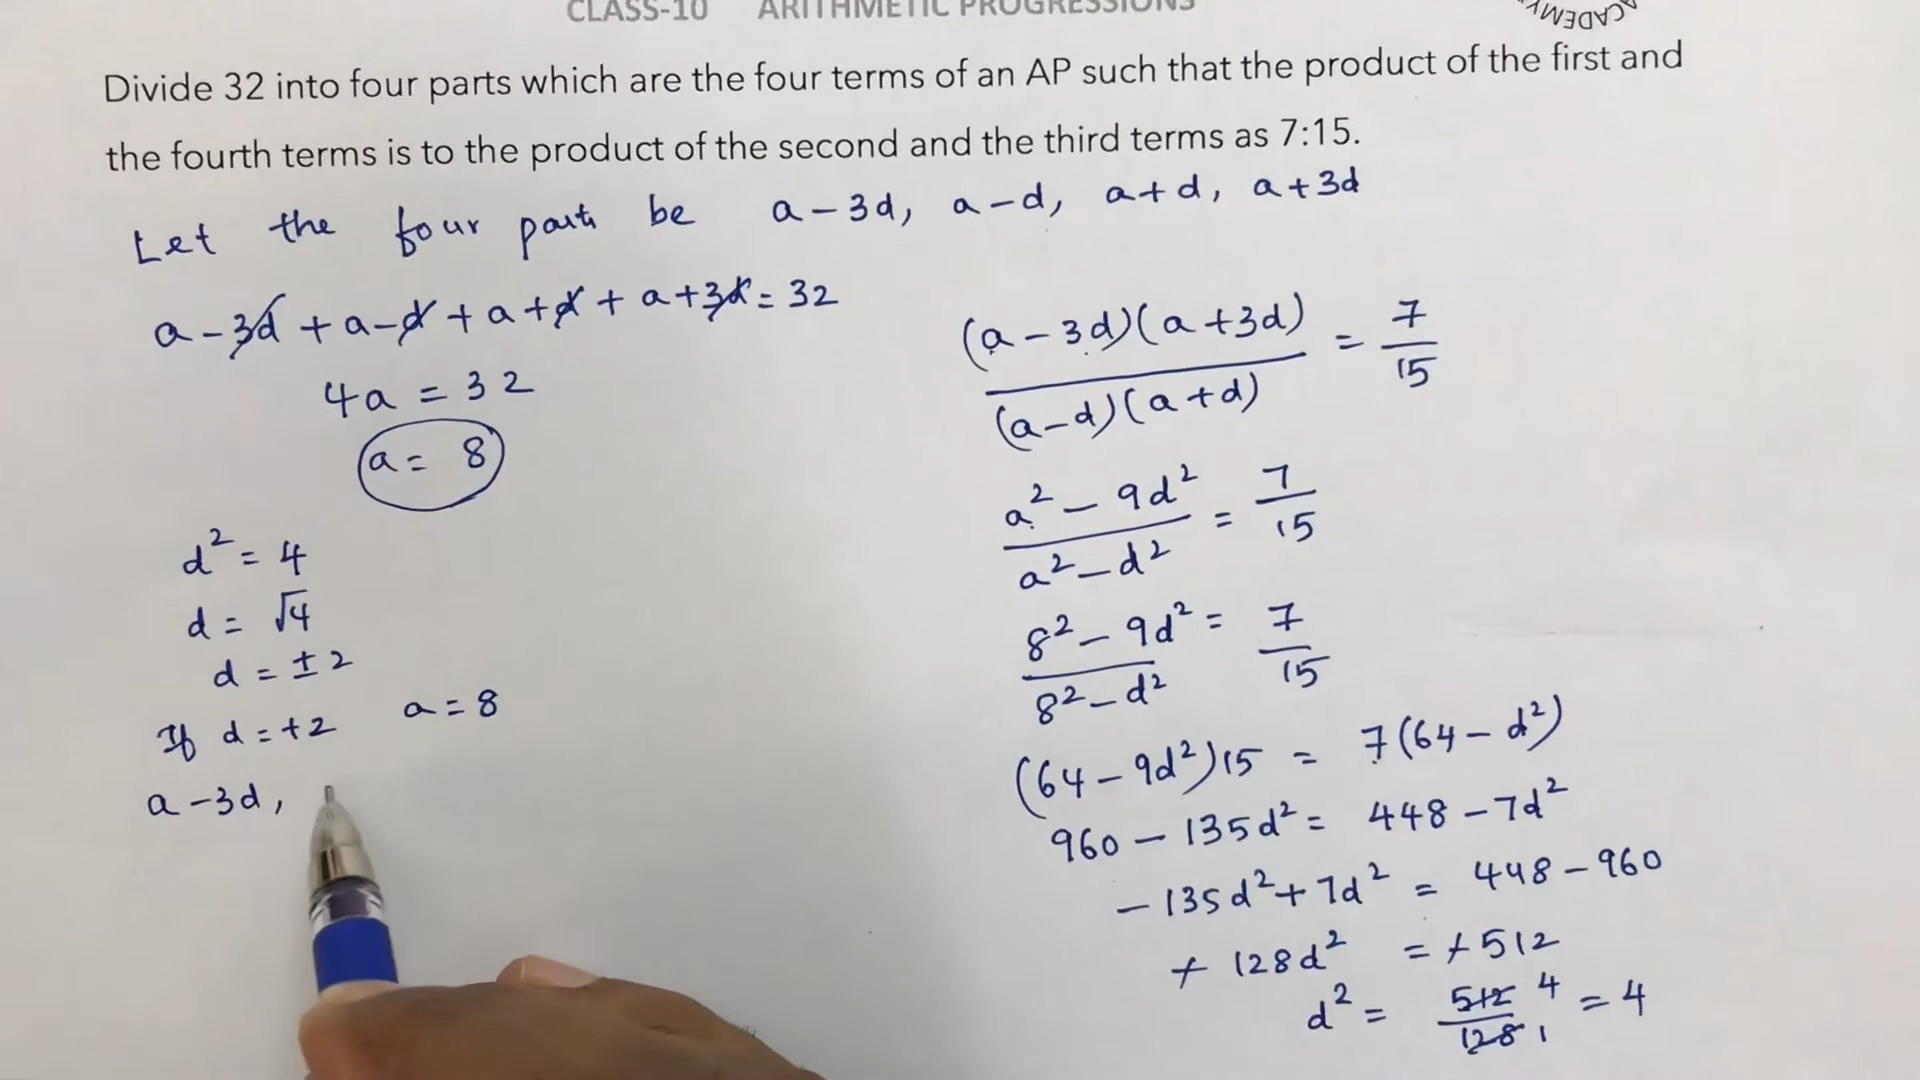 CLASS-10 ARITHMETIC PROGRESSIONS
ACADEMY
Divide 32 into four parts which are the four terms of an AP such that the product of the first and
the fourth terms is to the product of the second and the third terms as 7:15.
Let the four parts be a-3d, a-d, a+d, a+3d
a-3d + a-d + a+d + a+3d = 32
4a = 32
a = 8
d² = 4
d = √4
d = ±2
If d = +2 a = 8
a-3d,
(a-3d)(a+3d) / (a-d)(a+d) = 7/15
a² - 9d² / a² - d² = 7/15
8² - 9d² / 8² - d² = 7/15
(64 - 9d²)15 = 7(64 - d²)
960 - 135d² = 448 - 7d²
-135d² + 7d² = 448 - 960
-128d² = -512
d² = 512/128 4/1 = 4